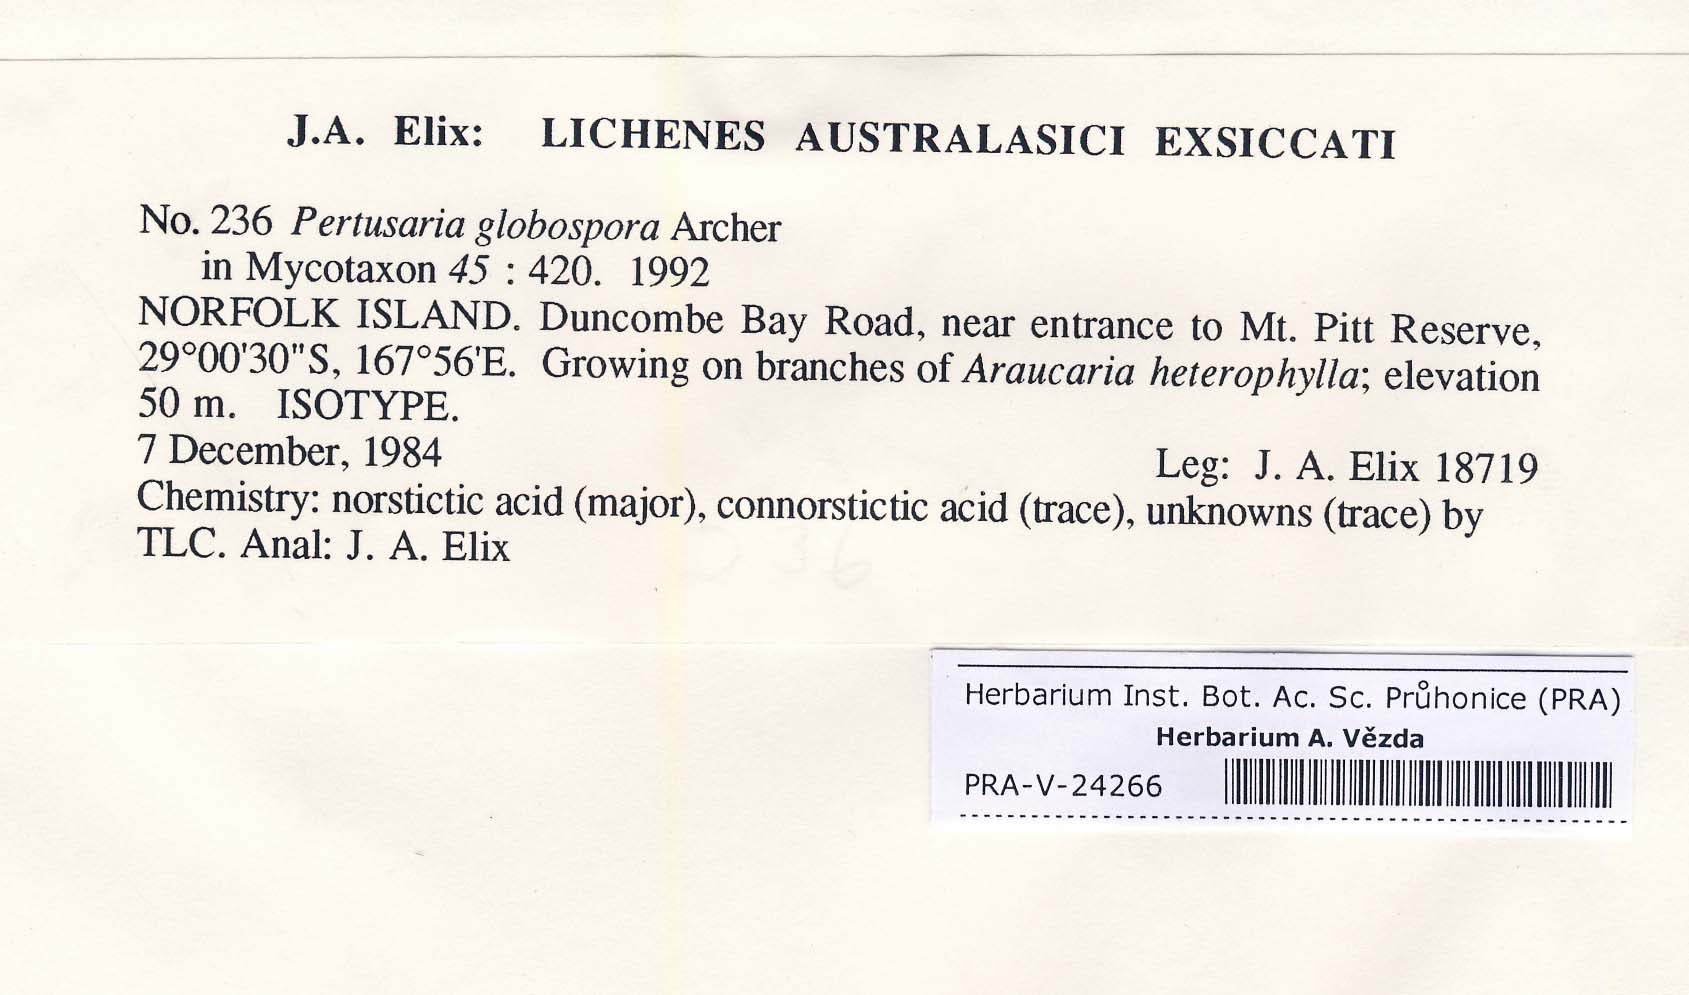 J.A. Elix: LICHENES AUSTRALASICI EXSICCATI
No. 236 Pertusaria globospora Archer
in Mycotaxon 45 : 420. 1992
NORFOLK ISLAND. Duncombe Bay Road, near entrance to Mt. Pitt Reserve,
29°00'30"S, 167°56'E. Growing on branches of Araucaria heterophylla; elevation
50 m. ISOTYPE.
7 December, 1984 Leg: J. A. Elix 18719
Chemistry: norstictic acid (major), connorstictic acid (trace), unknowns (trace) by
TLC. Anal: J. A. Elix
Herbarium Inst. Bot. Ac. Sc. Průhonice (PRA)
Herbarium A. Vězda
PRA-V-24266